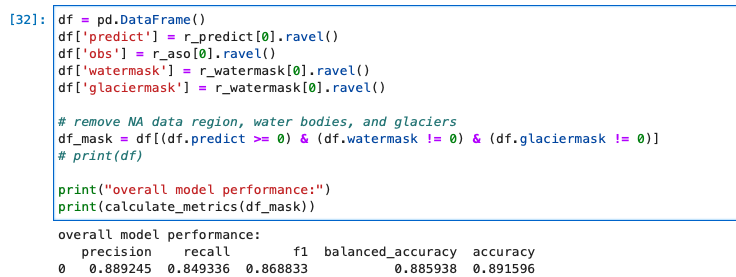 [32]: df = pd.DataFrame()
df['predict'] = r_predict[0].ravel()
df['obs'] = r_aso[0].ravel()
df['watermask'] = r_watermask[0].ravel()
df['glaciermask'] = r_watermask[0].ravel()
# remove NA data region, water bodies, and glaciers
df_mask = df[(df.predict >= 0) & (df.watermask != 0) & (df.glaciermask != 0)]
# print(df)
print("overall model performance:")
print(calculate_metrics(df_mask))
overall model performance:
precision recall f1 balanced_accuracy accuracy
0 0.889245 0.849336 0.868833 0.885938 0.891596